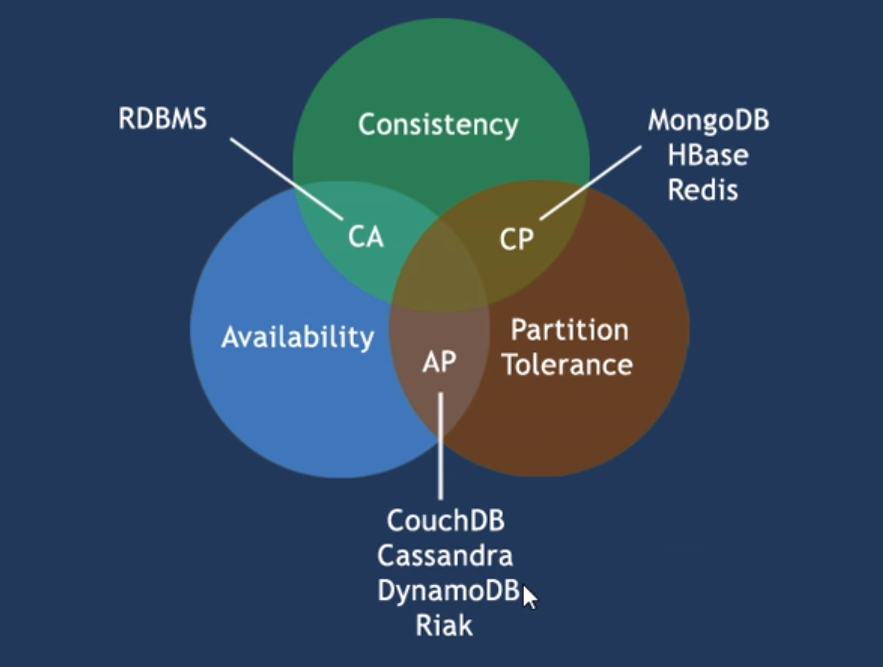 RDBMS
Consistency
MongoDB
HBase
Redis
CA
CP
Availability
Partition
Tolerance
AP
CouchDB
Cassandra
DynamoDB
Riak